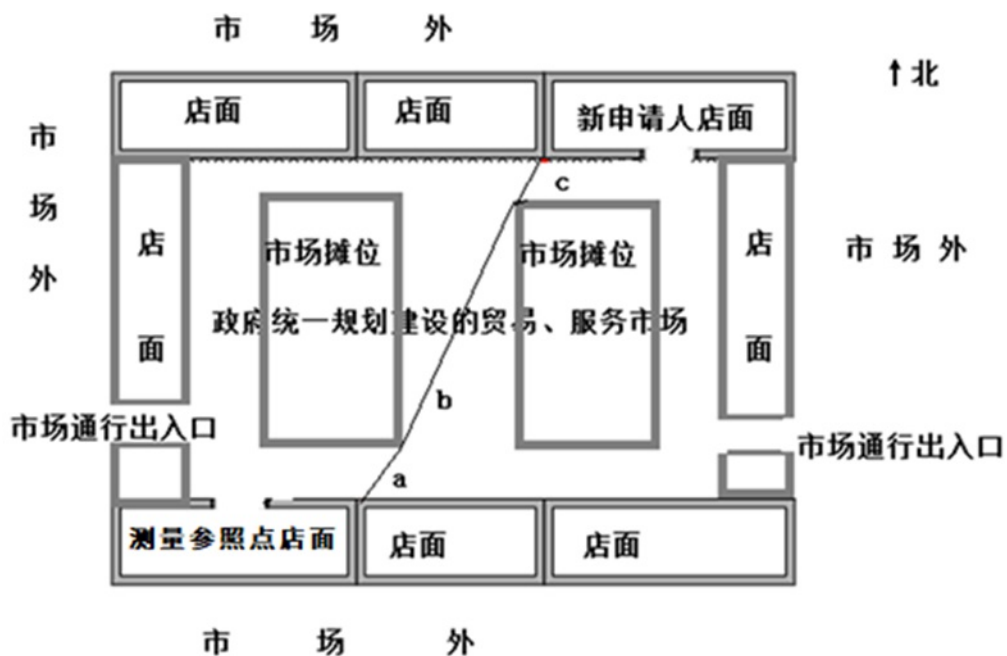 市 场 外
↑北
店面 店面 新申请人店面
市场外
c
店面
市场摊位 市场摊位
店面
市 场 外
政府统一规划建设的贸易、服务市场
b
市场通行出入口
市场通行出入口
a
测量参照点店面 店面 店面
市 场 外